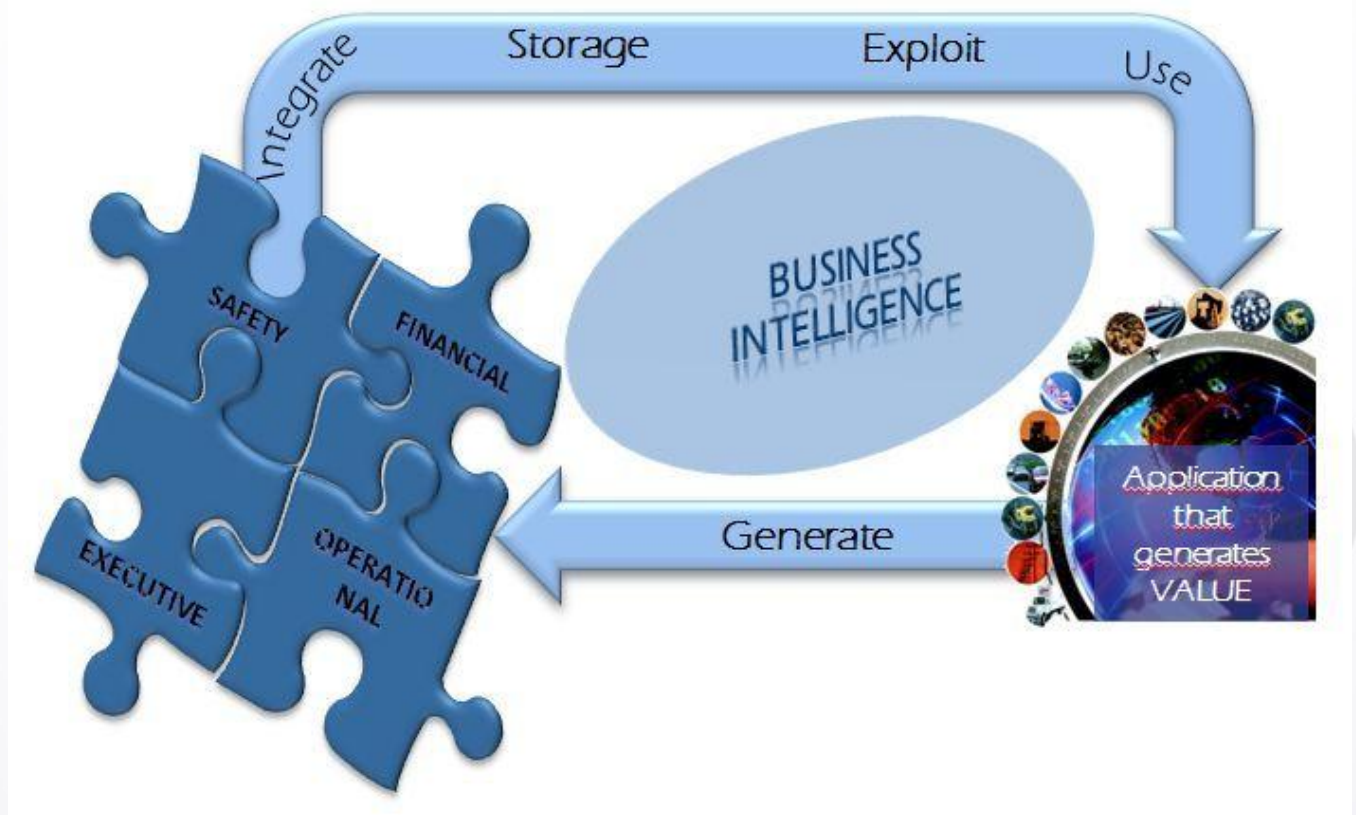 Integrate
Storage
Exploit
Use
BUSINESS
INTELLIGENCE
SAFETY
FINANCIAL
EXECUTIVE
OPERATIO
NAL
Generate
Application
that
generates
VALUE